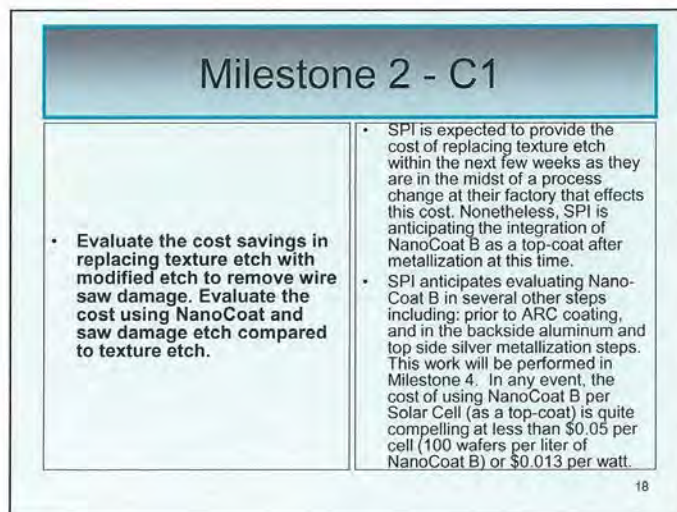 Milestone 2 - C1
• Evaluate the cost savings in
replacing texture etch with
modified etch to remove wire
saw damage. Evaluate the
cost using NanoCoat and
saw damage etch compared
to texture etch.
• SPI is expected to provide the
cost of replacing texture etch
within the next few weeks as they
are in the midst of a process
change at their factory that effects
this cost. Nonetheless, SPI is
anticipating the integration of
NanoCoat B as a top-coat after
metallization at this time.
• SPI anticipates evaluating Nano-
Coat B in several other steps
including: prior to ARC coating,
and in the backside aluminum and
top side silver metallization steps.
This work will be performed in
Milestone 4. In any event, the
cost of using NanoCoat B per
Solar Cell (as a top-coat) is quite
compelling at less than $0.05 per
cell (100 wafers per liter of
NanoCoat B) or $0.013 per watt.
18